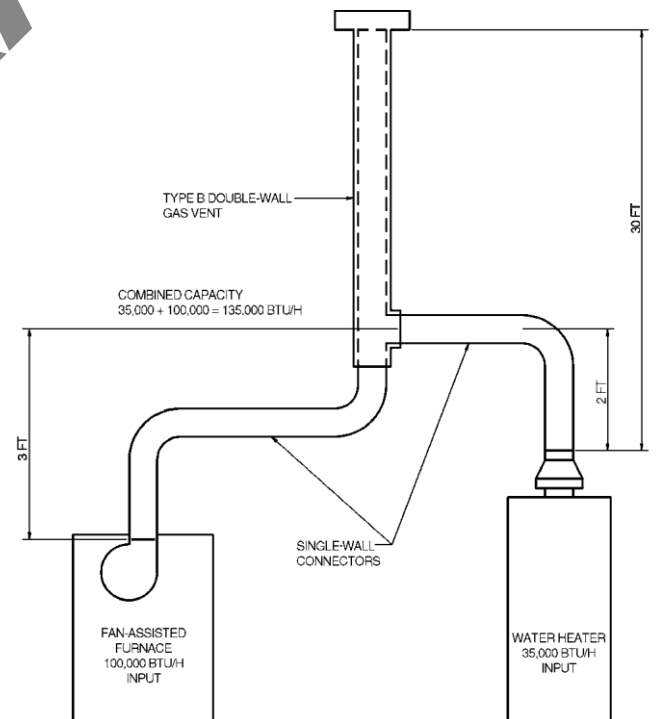 TYPE B DOUBLE-WALL
GAS VENT
30 FT
COMBINED CAPACITY
35,000 + 100,000 = 135,000 BTU/H
3 FT
2 FT
SINGLE-WALL
CONNECTORS
FAN-ASSISTED
FURNACE
100,000 BTU/H
INPUT
WATER HEATER
35,000 BTU/H
INPUT